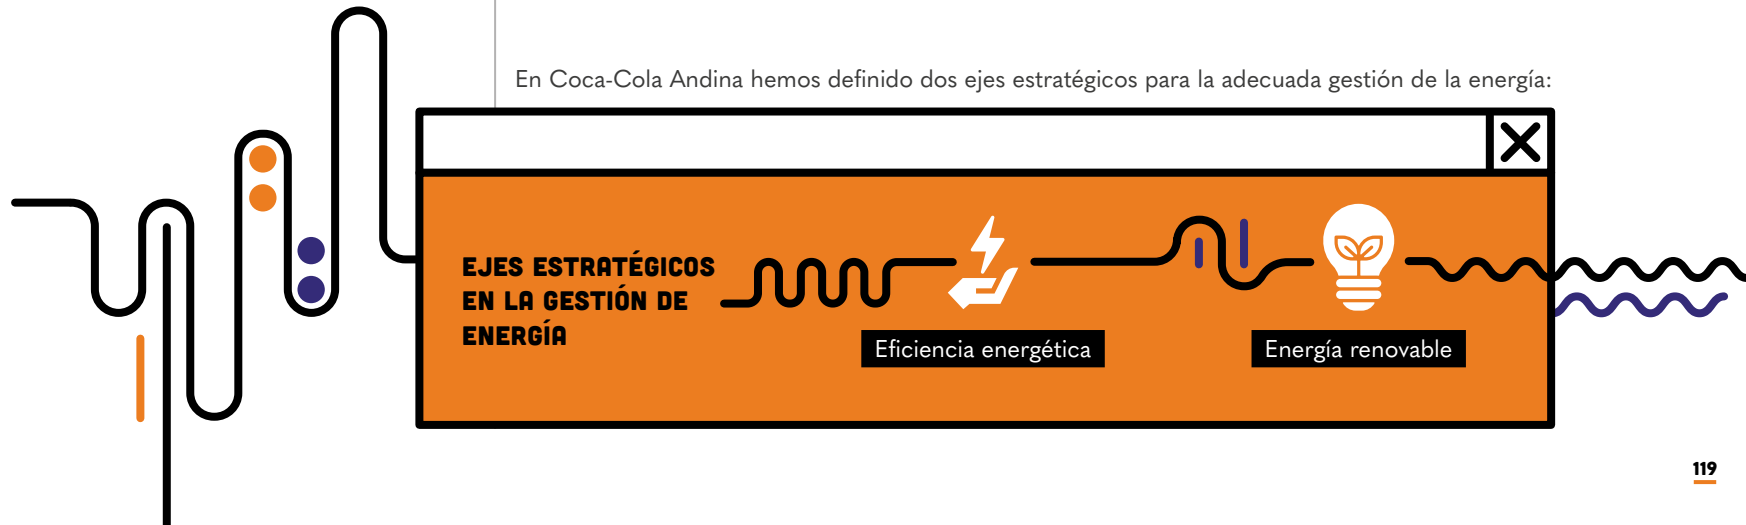 En Coca-Cola Andina hemos definido dos ejes estratégicos para la adecuada gestión de la energía:
EJES ESTRATÉGICOS
EN LA GESTIÓN DE
ENERGÍA
Eficiencia energética
Energía renovable
119